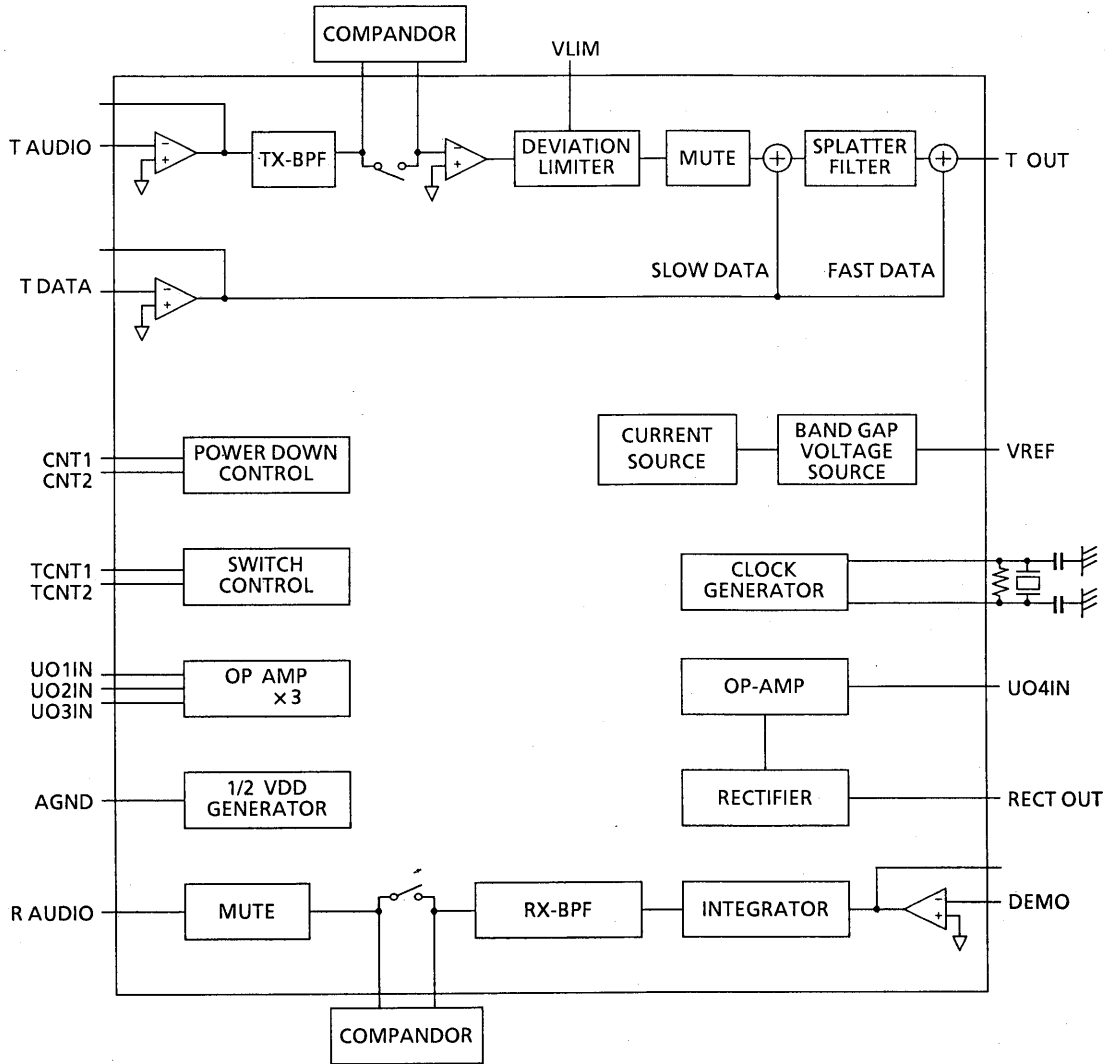 COMPANDOR
VLIM
T AUDIO
TX-BPF
DEVIATION
LIMITER
MUTE
SPLATTER
FILTER
T OUT
T DATA
SLOW DATA
FAST DATA
CNT1
CNT2
POWER DOWN
CONTROL
CURRENT
SOURCE
BAND GAP
VOLTAGE
SOURCE
VREF
TCNT1
TCNT2
SWITCH
CONTROL
CLOCK
GENERATOR
UO1IN
UO2IN
UO3IN
OP AMP
×3
OP-AMP
UO4IN
AGND
1/2 VDD
GENERATOR
RECTIFIER
RECT OUT
R AUDIO
MUTE
RX-BPF
INTEGRATOR
DEMO
COMPANDOR